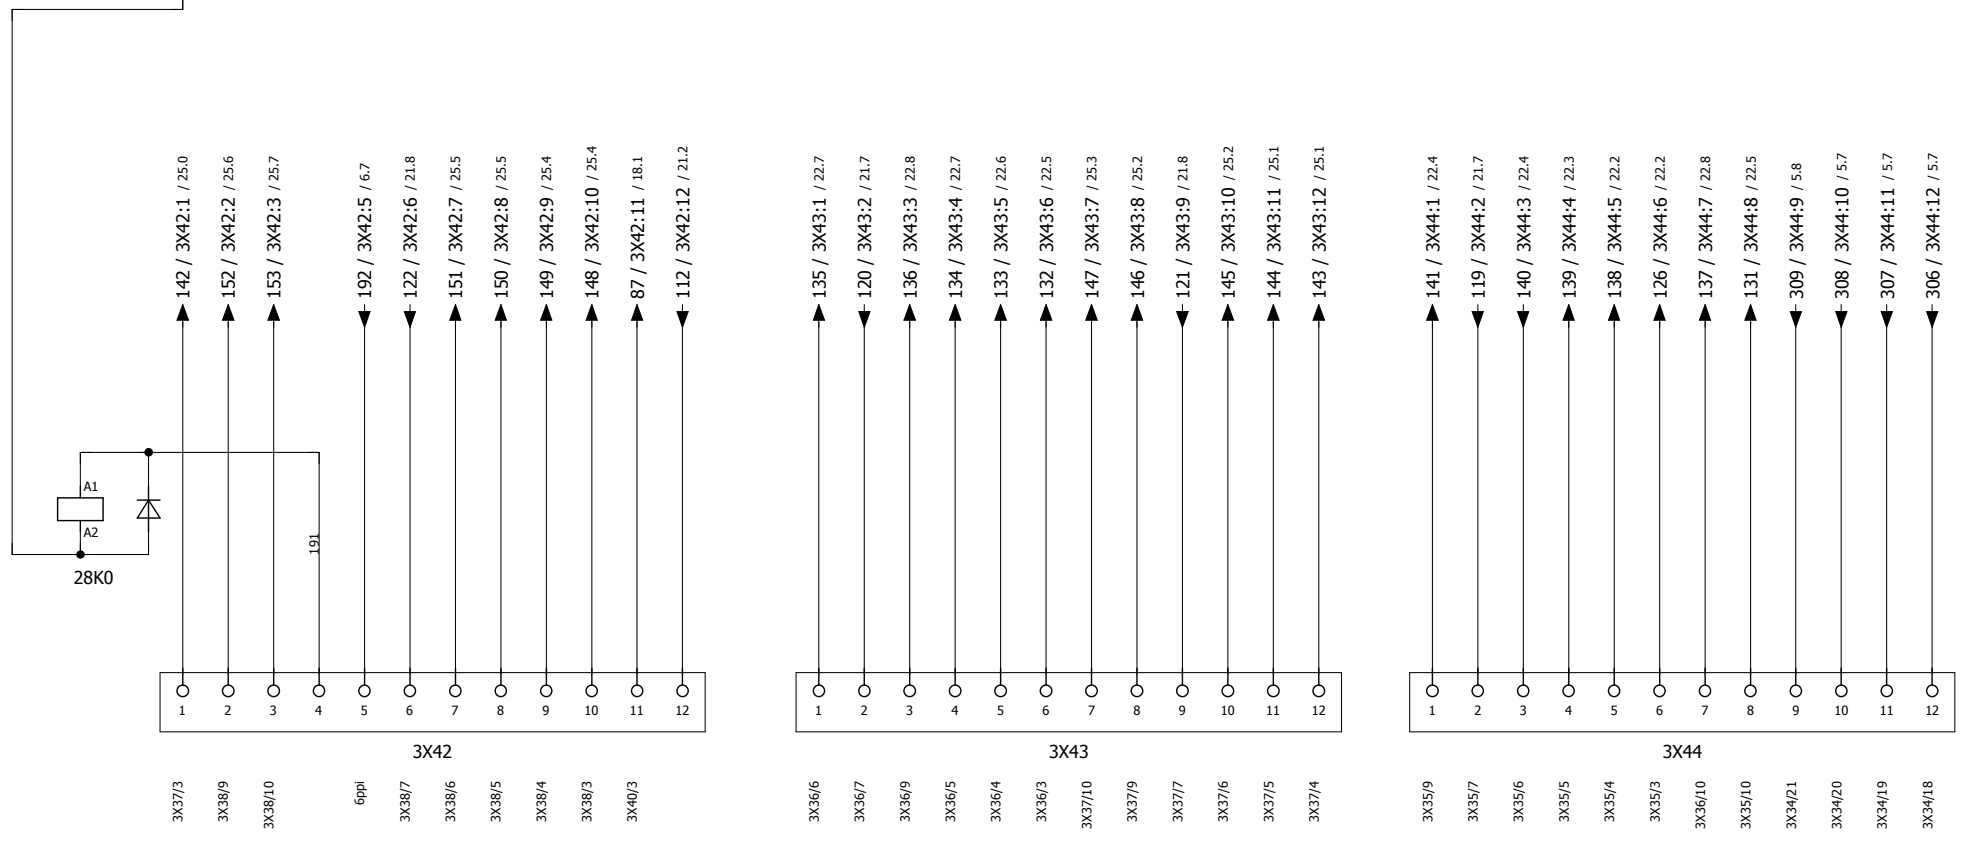 142 / 3X42:1 / 25.0
152 / 3X42:2 / 25.6
153 / 3X42:3 / 25.7
192 / 3X42:5 / 6.7
122 / 3X42:6 / 21.8
151 / 3X42:7 / 25.5
150 / 3X42:8 / 25.5
149 / 3X42:9 / 25.4
148 / 3X42:10 / 25.4
87 / 3X42:11 / 18.1
112 / 3X42:12 / 21.2
135 / 3X43:1 / 22.7
120 / 3X43:2 / 21.7
136 / 3X43:3 / 22.8
134 / 3X43:4 / 22.7
133 / 3X43:5 / 22.6
132 / 3X43:6 / 22.5
147 / 3X43:7 / 25.3
146 / 3X43:8 / 25.2
121 / 3X43:9 / 21.8
145 / 3X43:10 / 25.2
144 / 3X43:11 / 25.1
143 / 3X43:12 / 25.1
141 / 3X44:1 / 22.4
119 / 3X44:2 / 21.7
140 / 3X44:3 / 22.4
139 / 3X44:4 / 22.3
138 / 3X44:5 / 22.2
126 / 3X44:6 / 22.2
137 / 3X44:7 / 22.8
131 / 3X44:8 / 22.5
309 / 3X44:9 / 5.8
308 / 3X44:10 / 5.7
307 / 3X44:11 / 5.7
306 / 3X44:12 / 5.7
A1
A2
28K0
191
1 2 3 4 5 6 7 8 9 10 11 12
3X42
1 2 3 4 5 6 7 8 9 10 11 12
3X43
1 2 3 4 5 6 7 8 9 10 11 12
3X44
3X37/3
3X38/9
3X38/10
6ppi
3X38/7
3X38/6
3X38/5
3X38/4
3X38/3
3X40/3
3X36/6
3X36/7
3X36/9
3X36/5
3X36/4
3X36/3
3X37/10
3X37/9
3X37/7
3X37/6
3X37/5
3X37/4
3X35/9
3X35/7
3X35/6
3X35/5
3X35/4
3X35/3
3X36/10
3X35/10
3X34/21
3X34/20
3X34/19
3X34/18